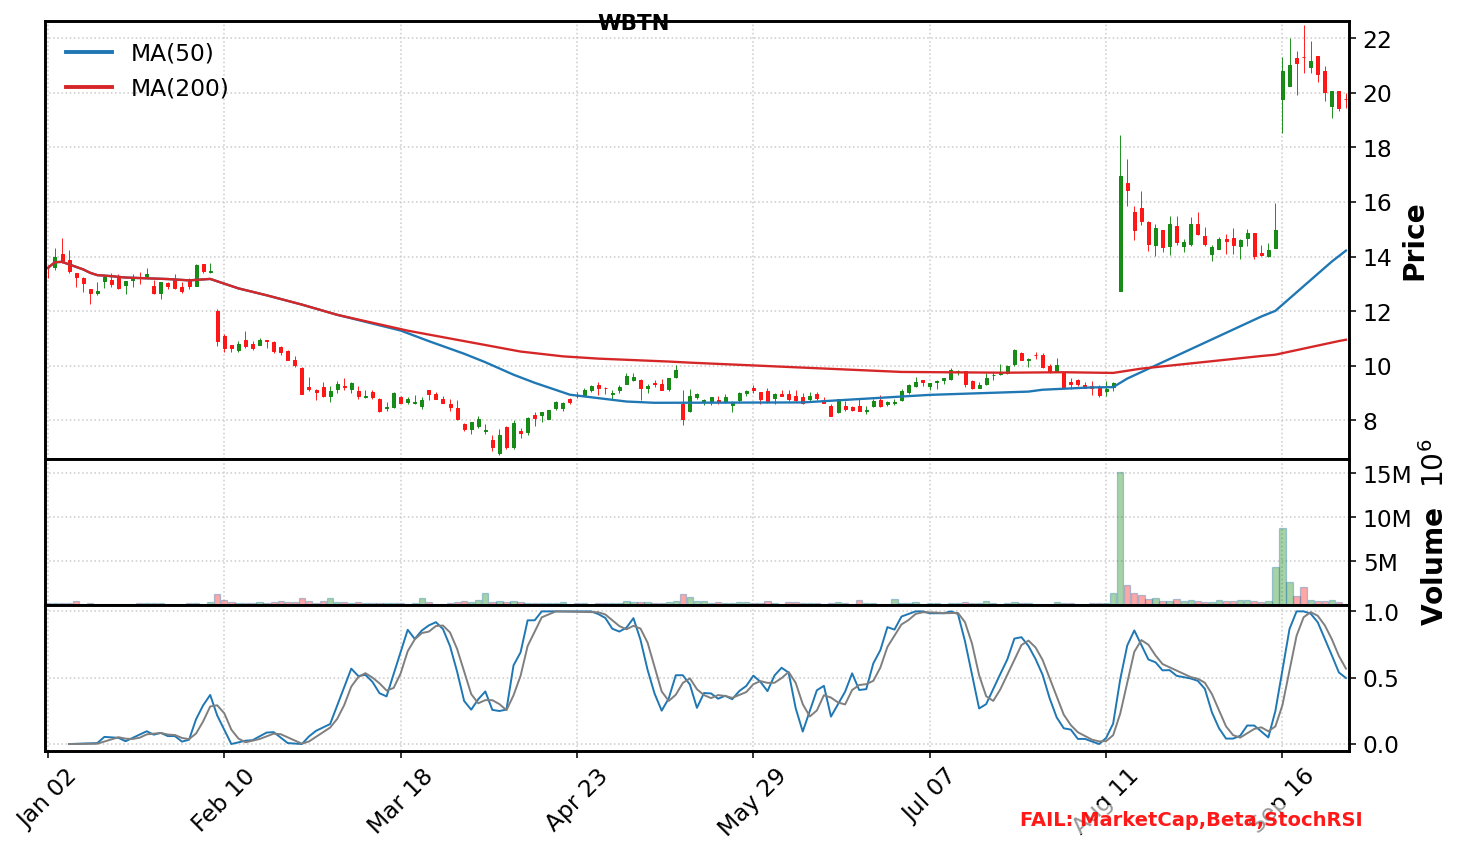 WBTN
MA(50)
MA(200)
22
20
18
16
14
12
10
8
Price
15M
10M
5M
Volume 10^6
1.0
0.5
0.0
Jan 02
Feb 10
Mar 18
Apr 23
May 29
Jul 07
Aug 11
Sep 16
FAIL: MarketCap,Beta,StochRSI